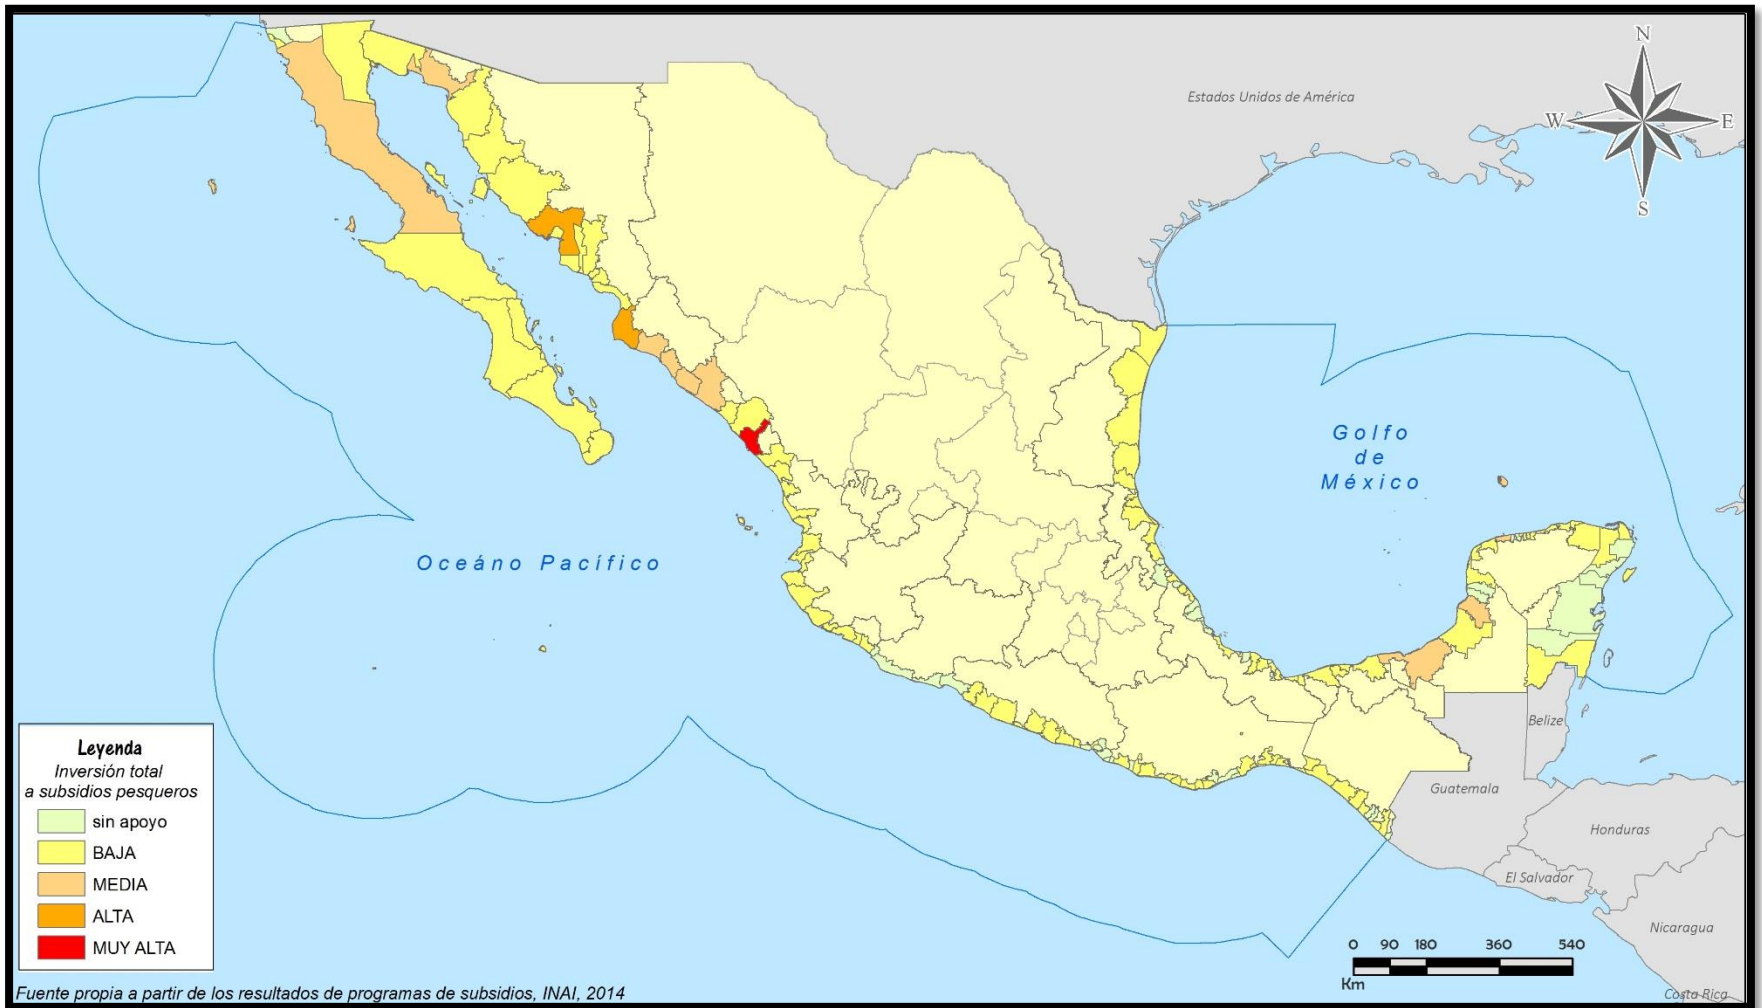 N
Estados Unidos de América
W
E
S
Golfo
de
México
Oceáno Pacífico
Belize
Guatemala
Honduras
El Salvador
Nicaragua
Costa Rica
Leyenda
Inversión total
a subsidios pesqueros
sin apoyo
BAJA
MEDIA
ALTA
MUY ALTA
0 90 180 360 540
Km
Fuente propia a partir de los resultados de programas de subsidios, INAI, 2014